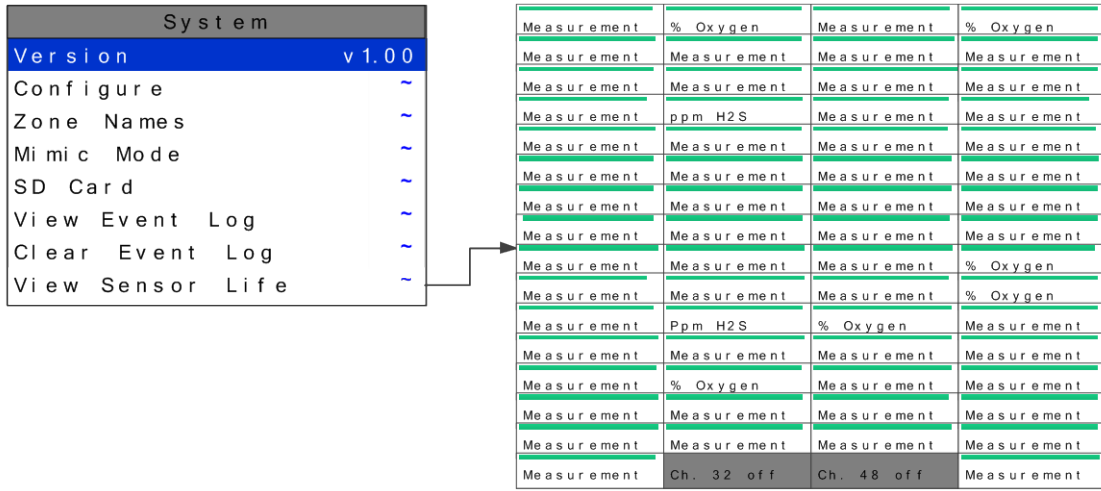 System
Version v1.00
Configure ~
Zone Names ~
Mimic Mode ~
SD Card ~
View Event Log ~
Clear Event Log ~
View Sensor Life ~
Measurement % Oxygen Measurement % Oxygen
Measurement Measurement Measurement Measurement
Measurement Measurement Measurement Measurement
Measurement ppm H2S Measurement Measurement
Measurement Measurement Measurement Measurement
Measurement Measurement Measurement Measurement
Measurement Measurement Measurement Measurement
Measurement Measurement Measurement Measurement
Measurement Measurement Measurement % Oxygen
Measurement Measurement Measurement % Oxygen
Measurement Ppm H2S % Oxygen Measurement
Measurement Measurement Measurement Measurement
Measurement % Oxygen Measurement Measurement
Measurement Measurement Measurement Measurement
Measurement Measurement Measurement Measurement
Measurement Ch. 32 off Ch. 48 off Measurement